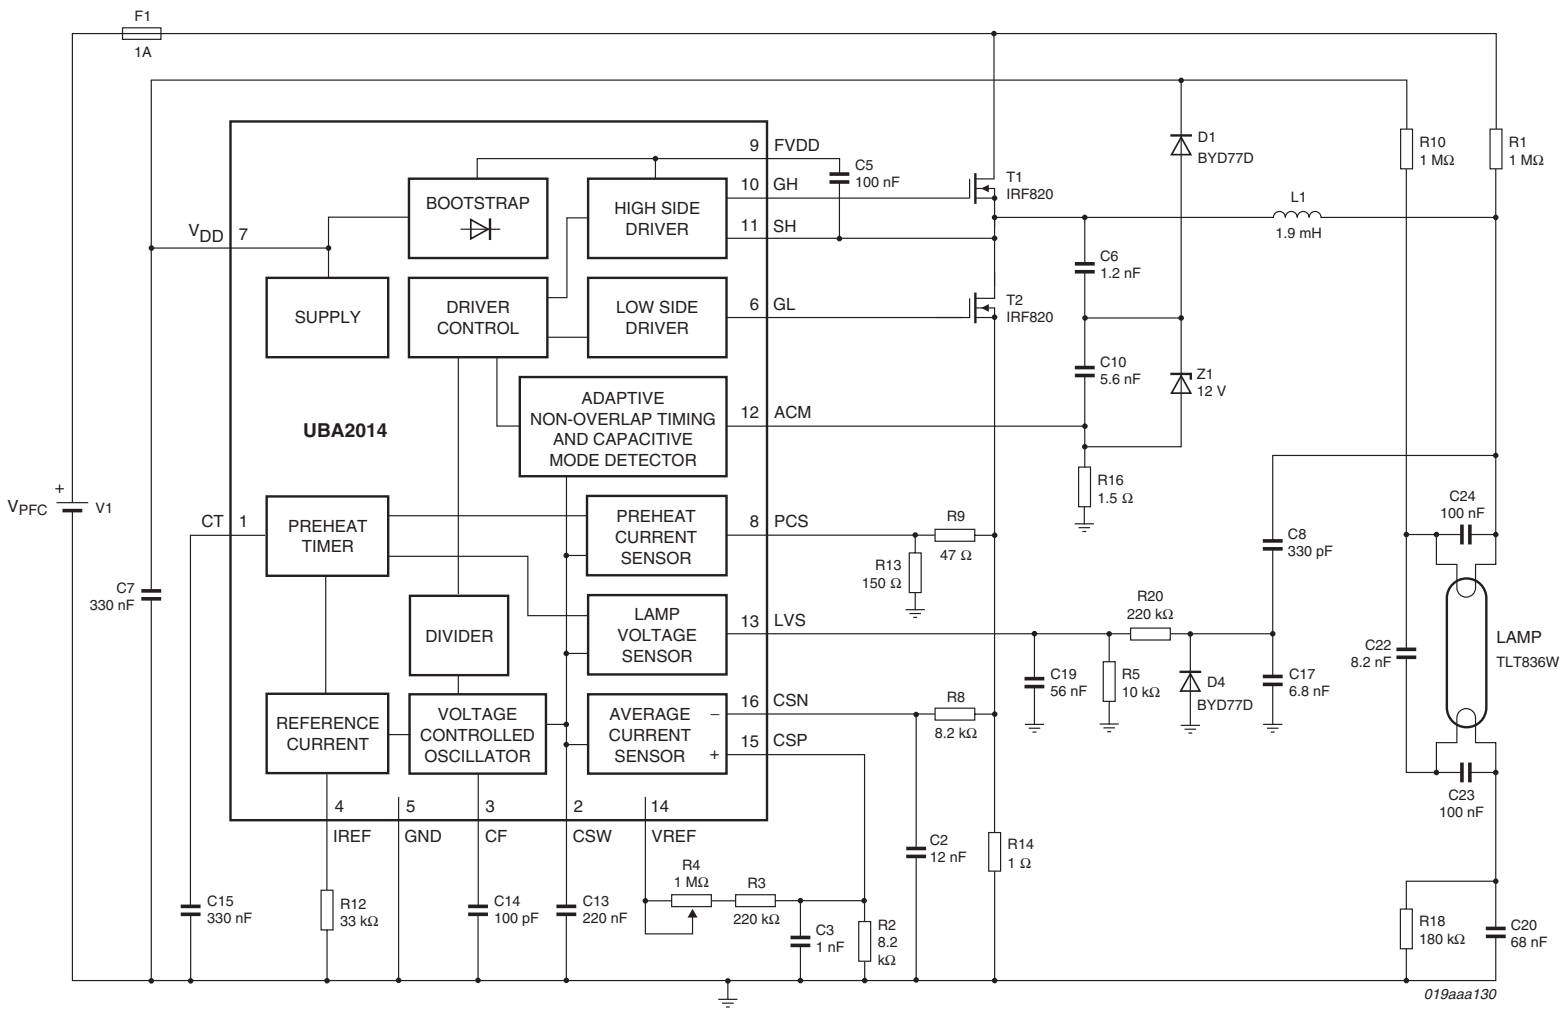 F1
1A
9 FVDD
C5
100 nF
D1
BYD77D
R10
1 MΩ
R1
1 MΩ
10 GH
T1
IRF820
BOOTSTRAP
HIGH SIDE
DRIVER
L1
1.9 mH
VDD 7
11 SH
C6
1.2 nF
SUPPLY
DRIVER
CONTROL
LOW SIDE
DRIVER
6 GL
T2
IRF820
C10
5.6 nF
Z1
12 V
UBA2014
ADAPTIVE
NON-OVERLAP TIMING
AND CAPACITIVE
MODE DETECTOR
12 ACM
R16
1.5 Ω
+
VPFC
V1
CT 1
PREHEAT
TIMER
PREHEAT
CURRENT
SENSOR
8 PCS
R9
47 Ω
R13
150 Ω
C24
100 nF
C8
330 pF
C7
330 nF
DIVIDER
LAMP
VOLTAGE
SENSOR
13 LVS
R20
220 kΩ
C22
8.2 nF
LAMP
TLT836W
C19
56 nF
R5
10 kΩ
D4
BYD77D
C17
6.8 nF
REFERENCE
CURRENT
VOLTAGE
CONTROLLED
OSCILLATOR
AVERAGE
CURRENT
SENSOR
−
+
16 CSN
15 CSP
R8
8.2 kΩ
C23
100 nF
4
IREF
5
GND
3
CF
2
CSW
14
VREF
C2
12 nF
R14
1 Ω
C15
330 nF
R12
33 kΩ
C14
100 pF
C13
220 nF
R4
1 MΩ
R3
220 kΩ
C3
1 nF
R2
8.2
kΩ
R18
180 kΩ
C20
68 nF
019aaa130